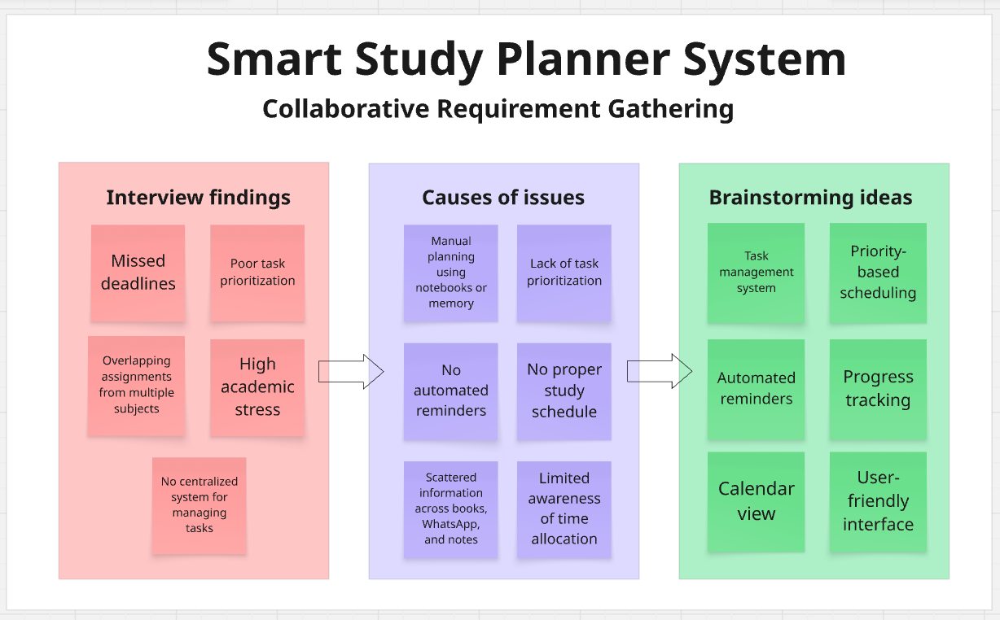 Smart Study Planner System
Collaborative Requirement Gathering
Interview findings
Missed
deadlines
Poor task
prioritization
Overlapping
assignments
from multiple
subjects
High
academic
stress
No centralized
system for
managing
tasks
Causes of issues
Manual
planning
using
notebooks or
memory
Lack of task
prioritization
No
automated
reminders
No proper
study
schedule
Scattered
information
across books,
WhatsApp,
and notes
Limited
awareness
of time
allocation
Brainstorming ideas
Task
management
system
Priority-
based
scheduling
Automated
reminders
Progress
tracking
Calendar
view
User-
friendly
interface